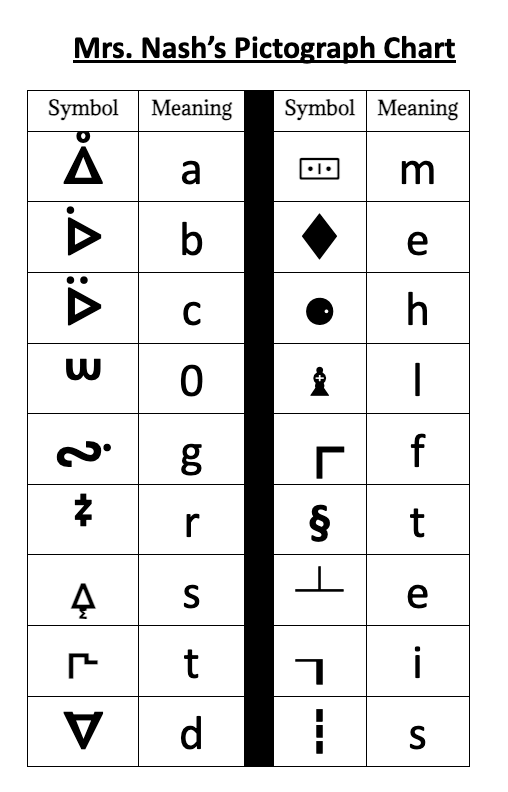 Mrs. Nash’s Pictograph Chart
Symbol Meaning Symbol Meaning
a m
b ♦ e
c h
0 l
g f
r § t
s ┴ e
t i
d s